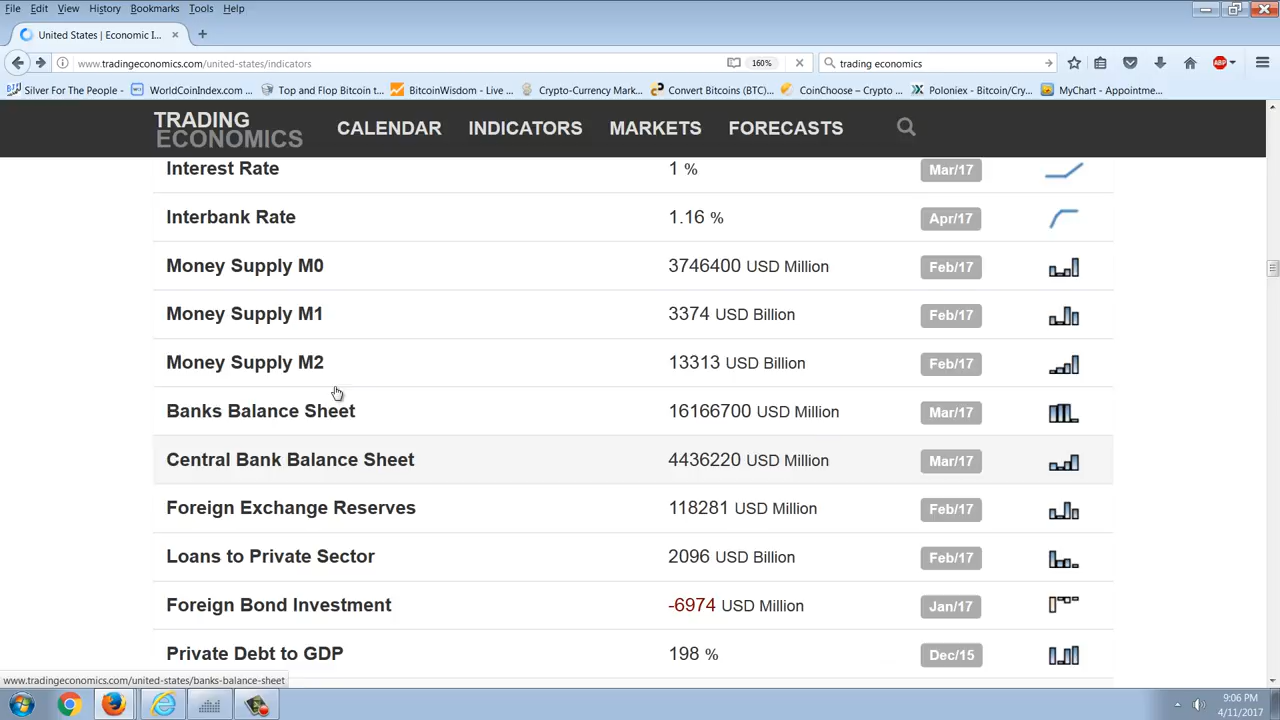 File Edit View History Bookmarks Tools Help
United States | Economic I...
www.tradingeconomics.com/united-states/indicators 160% trading economics
Silver For The People - WorldCoinIndex.com ... Top and Flop Bitcoin t... BitcoinWisdom - Live ... Crypto-Currency Mark... Convert Bitcoins (BTC)... CoinChoose – Crypto ... Poloniex - Bitcoin/Cry... MyChart - Appointme...
TRADING
ECONOMICS
CALENDAR INDICATORS MARKETS FORECASTS
Interest Rate 1 % Mar/17
Interbank Rate 1.16 % Apr/17
Money Supply M0 3746400 USD Million Feb/17
Money Supply M1 3374 USD Billion Feb/17
Money Supply M2 13313 USD Billion Feb/17
Banks Balance Sheet 16166700 USD Million Mar/17
Central Bank Balance Sheet 4436220 USD Million Mar/17
Foreign Exchange Reserves 118281 USD Million Feb/17
Loans to Private Sector 2096 USD Billion Feb/17
Foreign Bond Investment -6974 USD Million Jan/17
Private Debt to GDP 198 % Dec/15
www.tradingeconomics.com/united-states/banks-balance-sheet
9:06 PM
4/11/2017